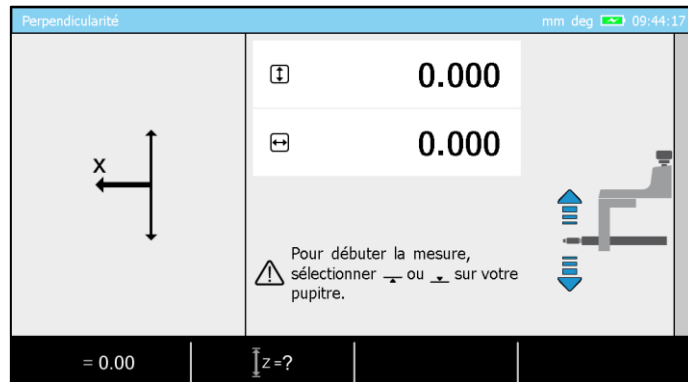 Perpendicularité
mm deg 09:44:17
0.000
0.000
X
Pour débuter la mesure,
sélectionner ou sur votre
pupitre.
= 0.00
Z =?